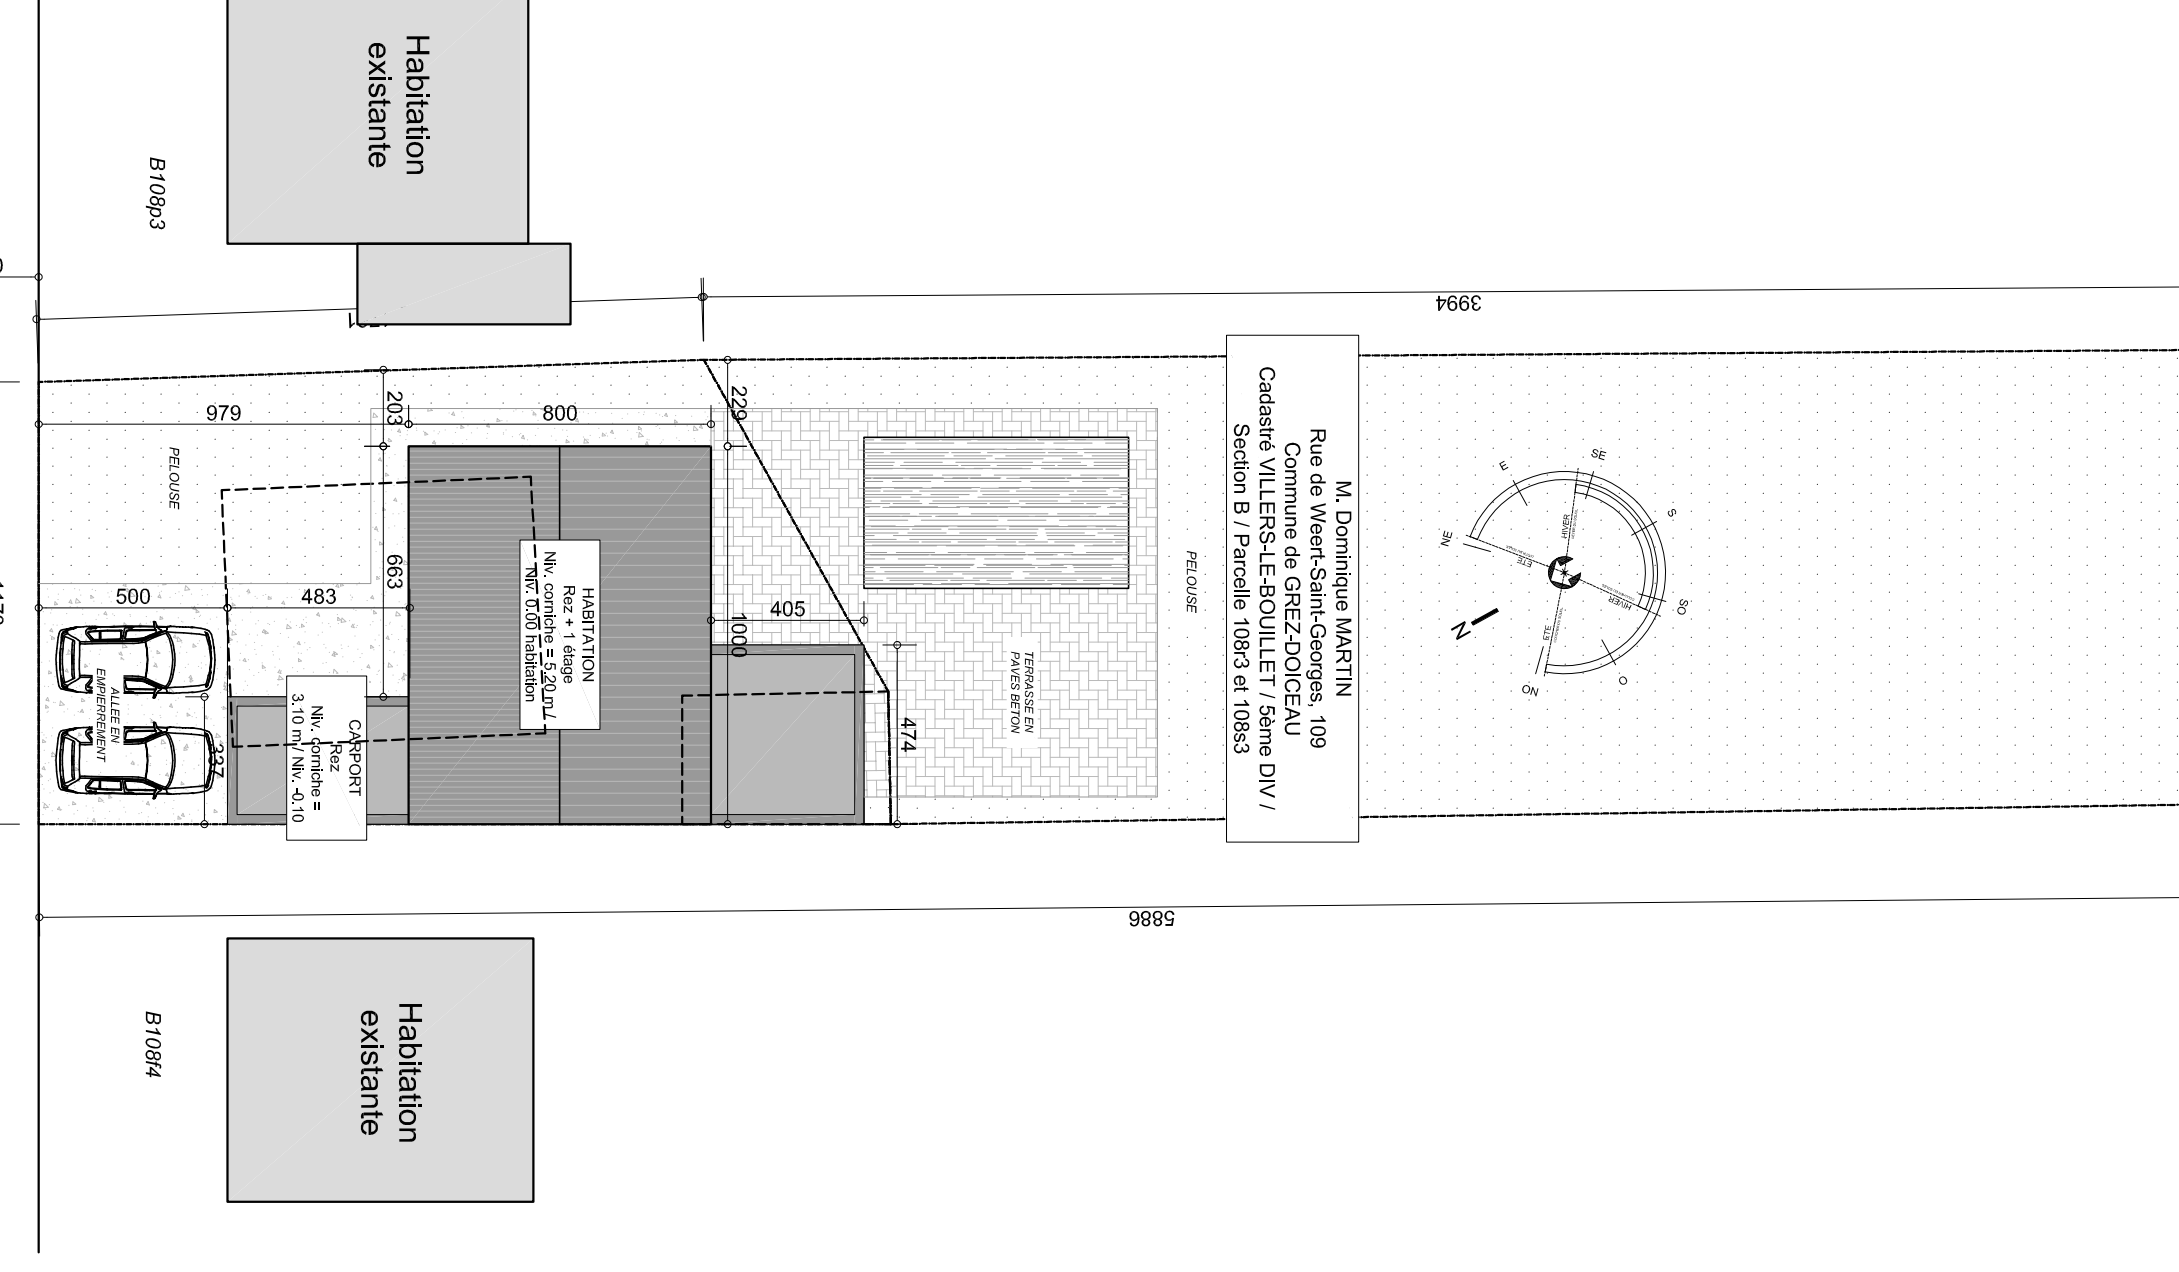 Habitation
existante
B108p3
3994
979
203
800
229
PELOUSE
663
500
483
405
1000
474
337
HABITATION
Rez + 1 étage
Niv. corniche = 5.20 m /
Niv. 0.00 habitation
CARPORT
Rez
Niv. corniche =
3.10 m / Niv. -0.10
ALLEE EN
EMPIERREMENT
TERRASSE EN
PAVES BETON
PELOUSE
M. Dominique MARTIN
Rue de Weert-Saint-Georges, 109
Commune de GREZ-DOICEAU
Cadastré VILLERS-LE-BOUILLET / 5ème DIV /
Section B / Parcelle 108r3 et 108s3
NE
E
SE
S
SO
O
NO
HIVER
ETE
HIVER
ETE
N
5886
Habitation
existante
B108f4